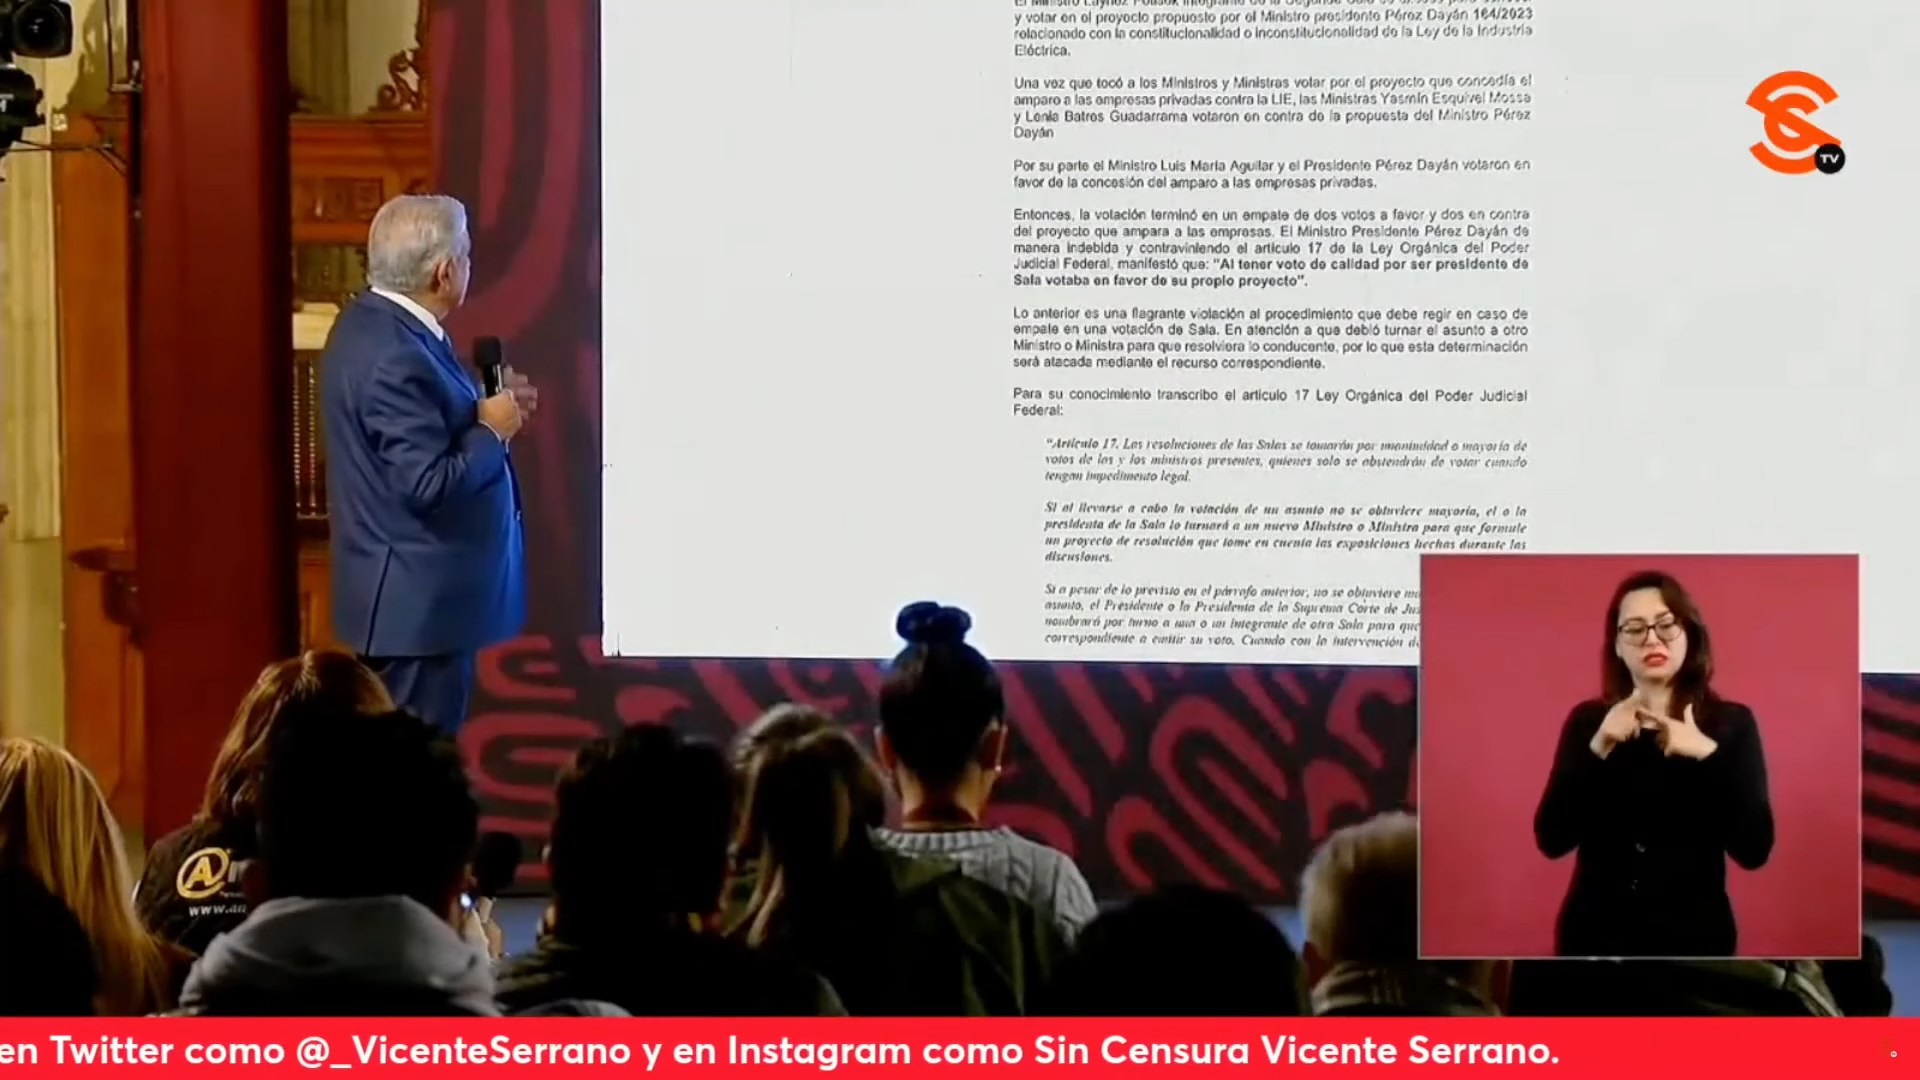 El Ministro Laynez Potisek integrante de la Segunda Sala
y votar en el proyecto propuesto por el Ministro presidente Pérez Dayán 164/2023
relacionado con la constitucionalidad o inconstitucionalidad de la Ley de la Industria
Eléctrica.
Una vez que tocó a los Ministros y Ministras votar por el proyecto que concedía el
amparo a las empresas privadas contra la LIE, las Ministras Yasmín Esquivel Mossa
y Lenia Batres Guadarrama votaron en contra de la propuesta del Ministro Pérez
Dayán
Por su parte el Ministro Luis María Aguilar y el Presidente Pérez Dayán votaron en
favor de la concesión del amparo a las empresas privadas.
Entonces, la votación terminó en un empate de dos votos a favor y dos en contra
del proyecto que ampara a las empresas. El Ministro Presidente Pérez Dayán de
manera indebida y contraviniendo el artículo 17 de la Ley Orgánica del Poder
Judicial Federal, manifestó que: "Al tener voto de calidad por ser presidente de
Sala votaba en favor de su propio proyecto".
Lo anterior es una flagrante violación al procedimiento que debe regir en caso de
empate en una votación de Sala. En atención a que debió turnar el asunto a otro
Ministro o Ministra para que resolviera lo conducente, por lo que esta determinación
será atacada mediante el recurso correspondiente.
Para su conocimiento transcribo el artículo 17 Ley Orgánica del Poder Judicial
Federal:
"Artículo 17. Las resoluciones de las Salas se tomarán por unanimidad o mayoría de
votos de las y los ministros presentes, quienes solo se abstendrán de votar cuando
tengan impedimento legal.
Si al llevarse a cabo la votación de un asunto no se obtuviere mayoría, el o la
presidenta de la Sala lo turnará a un nuevo Ministro o Ministra para que formule
un proyecto de resolución que tome en cuenta las exposiciones hechas durante las
discusiones.
Si a pesar de lo previsto en el párrafo anterior, no se obtuviere
asunto, el Presidente o la Presidenta de la Suprema Corte de Jus
nombrará por turno a una o un integrante de otra Sala para que
correspondiente a emitir su voto. Cuando con la intervención d
TV
A
www.an
en Twitter como @_VicenteSerrano y en Instagram como Sin Censura Vicente Serrano.